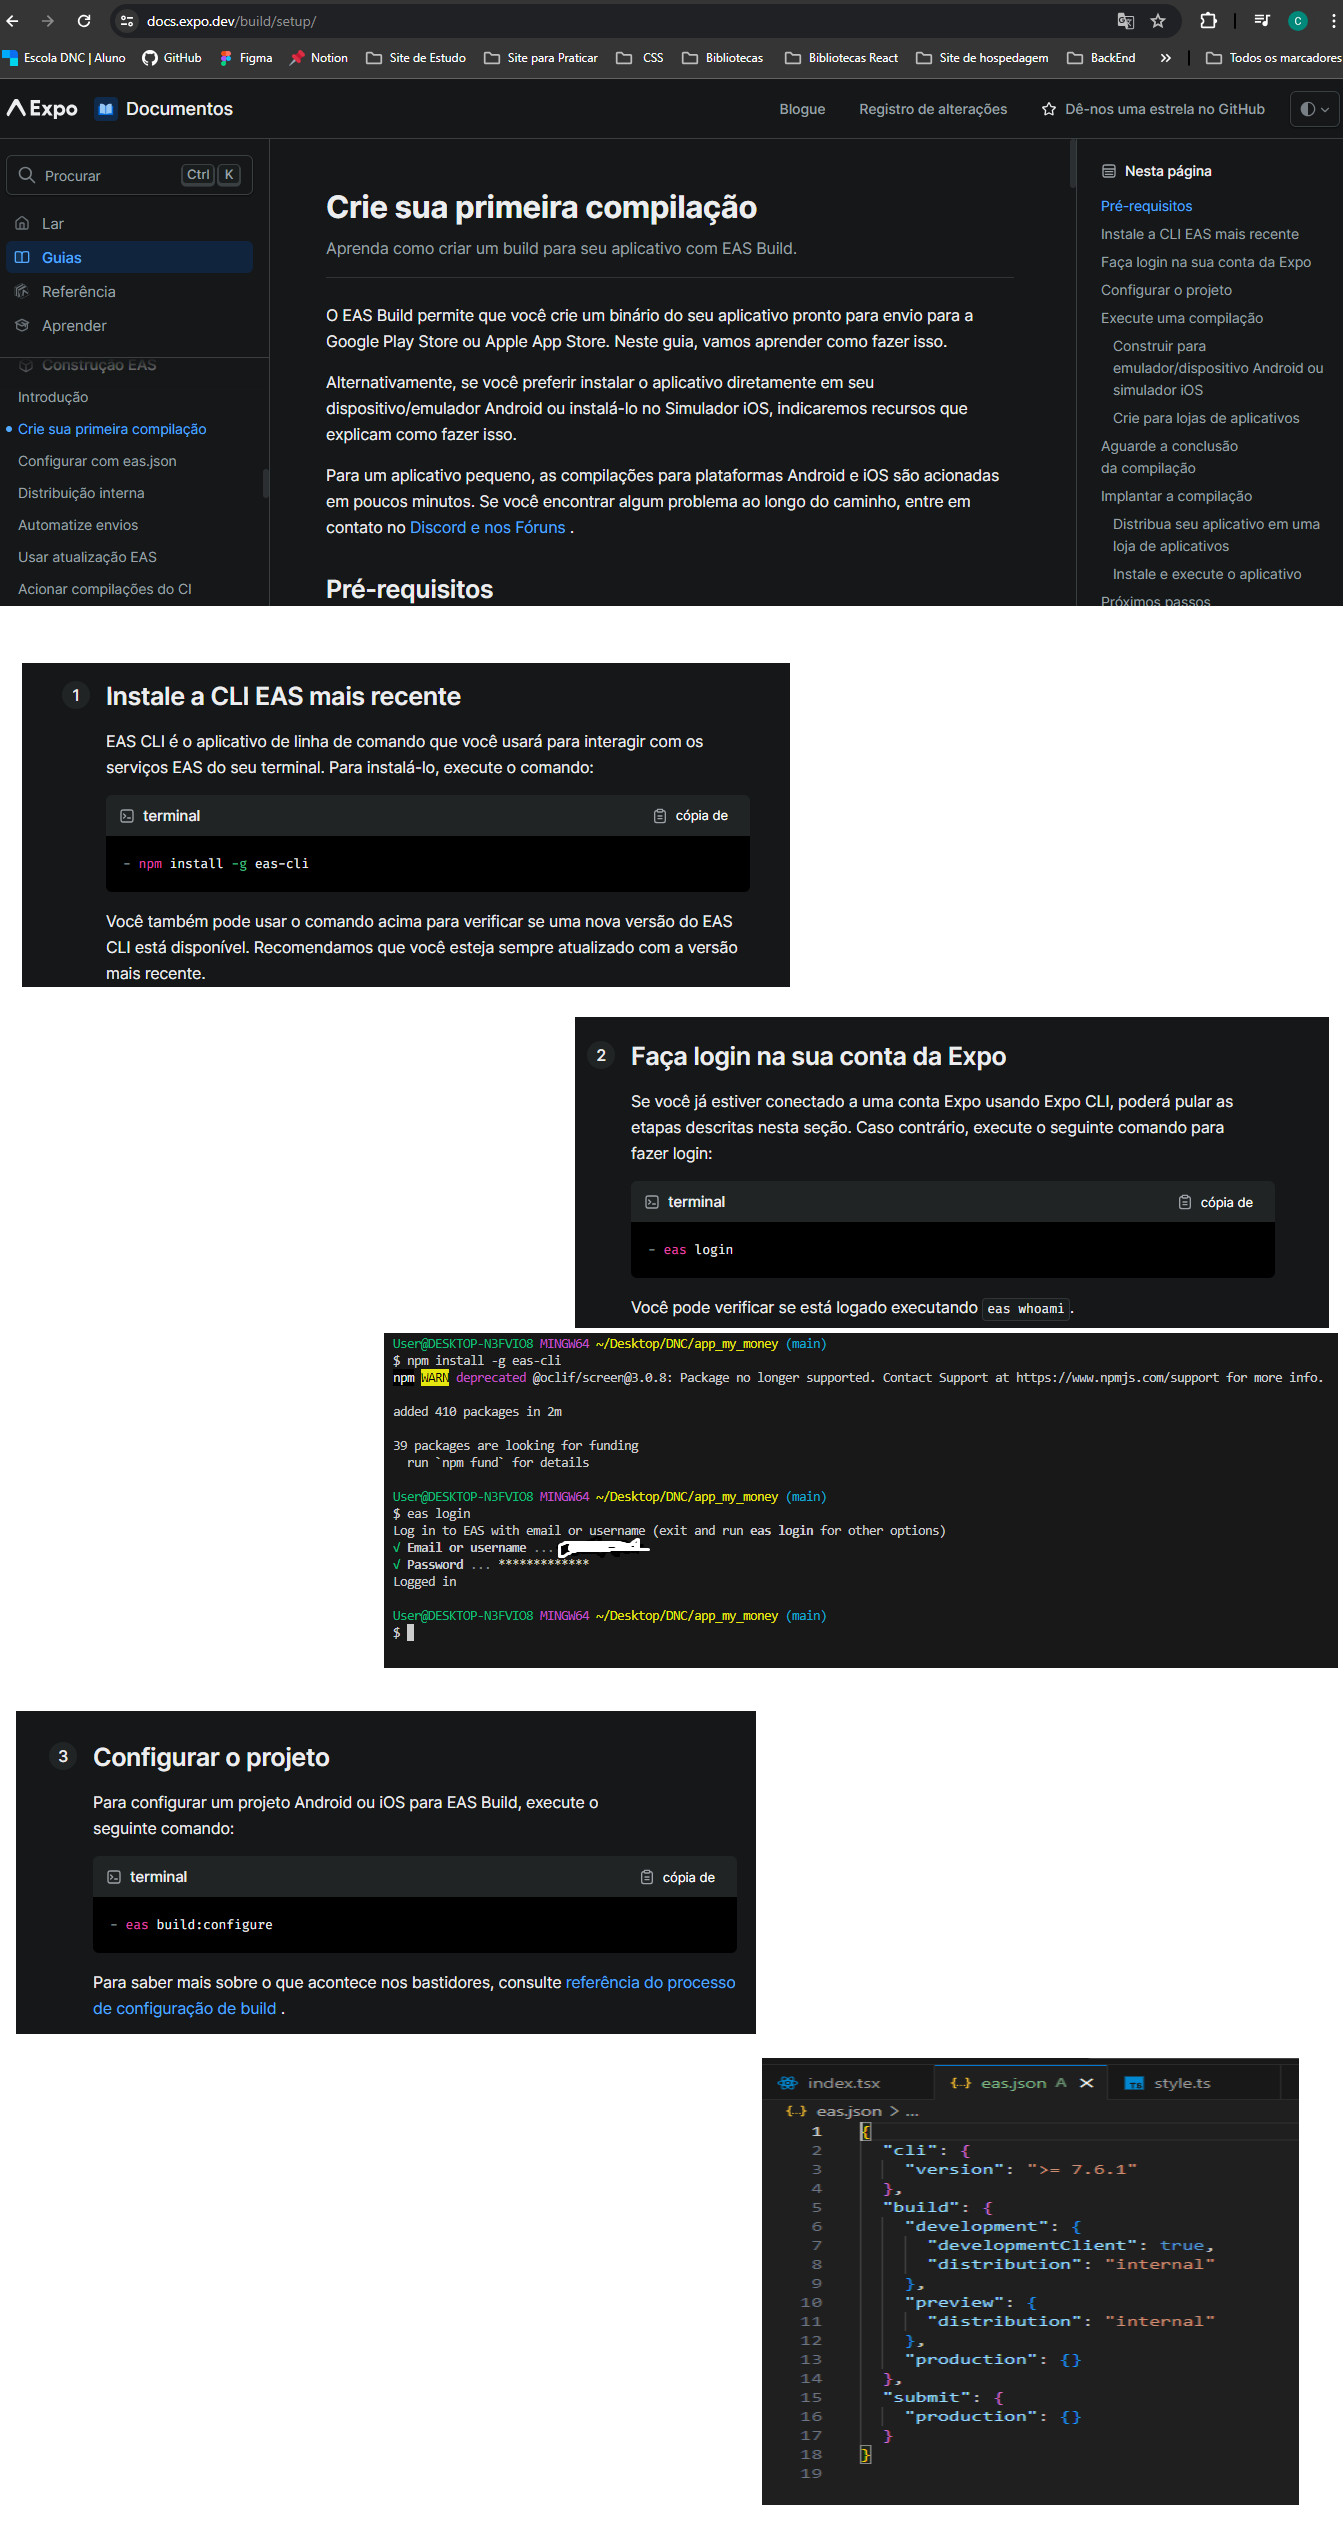 docs.expo.dev/build/setup/
Escola DNC | Aluno GitHub Figma Notion Site de Estudo Site para Praticar CSS Bibliotecas Bibliotecas React Site de hospedagem BackEnd » Todos os marcadores
Expo Documentos Blogue Registro de alterações Dê-nos uma estrela no GitHub
Procurar Ctrl K
Lar
Guias
Referência
Aprender
Construção EAS
Introdução
Crie sua primeira compilação
Configurar com eas.json
Distribuição interna
Automatize envios
Usar atualização EAS
Acionar compilações do CI
Crie sua primeira compilação
Aprenda como criar um build para seu aplicativo com EAS Build.
O EAS Build permite que você crie um binário do seu aplicativo pronto para envio para a
Google Play Store ou Apple App Store. Neste guia, vamos aprender como fazer isso.
Alternativamente, se você preferir instalar o aplicativo diretamente em seu
dispositivo/emulador Android ou instalá-lo no Simulador iOS, indicaremos recursos que
explicam como fazer isso.
Para um aplicativo pequeno, as compilações para plataformas Android e iOS são acionadas
em poucos minutos. Se você encontrar algum problema ao longo do caminho, entre em
contato no Discord e nos Fóruns .
Pré-requisitos
Nesta página
Pré-requisitos
Instale a CLI EAS mais recente
Faça login na sua conta da Expo
Configurar o projeto
Execute uma compilação
Construir para
emulador/dispositivo Android ou
simulador iOS
Crie para lojas de aplicativos
Aguarde a conclusão
da compilação
Implantar a compilação
Distribua seu aplicativo em uma
loja de aplicativos
Instale e execute o aplicativo
Próximos passos
1 Instale a CLI EAS mais recente
EAS CLI é o aplicativo de linha de comando que você usará para interagir com os
serviços EAS do seu terminal. Para instalá-lo, execute o comando:
terminal cópia de
- npm install -g eas-cli
Você também pode usar o comando acima para verificar se uma nova versão do EAS
CLI está disponível. Recomendamos que você esteja sempre atualizado com a versão
mais recente.
2 Faça login na sua conta da Expo
Se você já estiver conectado a uma conta Expo usando Expo CLI, poderá pular as
etapas descritas nesta seção. Caso contrário, execute o seguinte comando para
fazer login:
terminal cópia de
- eas login
Você pode verificar se está logado executando eas whoami.
User@DESKTOP-N3FVIO8 MINGW64 ~/Desktop/DNC/app_my_money (main)
$ npm install -g eas-cli
npm WARN deprecated @oclif/screen@3.0.8: Package no longer supported. Contact Support at https://www.npmjs.com/support for more info.
added 410 packages in 2m
39 packages are looking for funding
run `npm fund` for details
User@DESKTOP-N3FVIO8 MINGW64 ~/Desktop/DNC/app_my_money (main)
$ eas login
Log in to EAS with email or username (exit and run eas login for other options)
√ Email or username ...
√ Password ... *************
Logged in
User@DESKTOP-N3FVIO8 MINGW64 ~/Desktop/DNC/app_my_money (main)
$
3 Configurar o projeto
Para configurar um projeto Android ou iOS para EAS Build, execute o
seguinte comando:
terminal cópia de
- eas build:configure
Para saber mais sobre o que acontece nos bastidores, consulte referência do processo
de configuração de build .
index.tsx {..} eas.json A × TS style.ts
{..} eas.json > ...
1 {
2 "cli": {
3 "version": ">= 7.6.1"
4 },
5 "build": {
6 "development": {
7 "developmentClient": true,
8 "distribution": "internal"
9 },
10 "preview": {
11 "distribution": "internal"
12 },
13 "production": {}
14 },
15 "submit": {
16 "production": {}
17 }
18 }
19